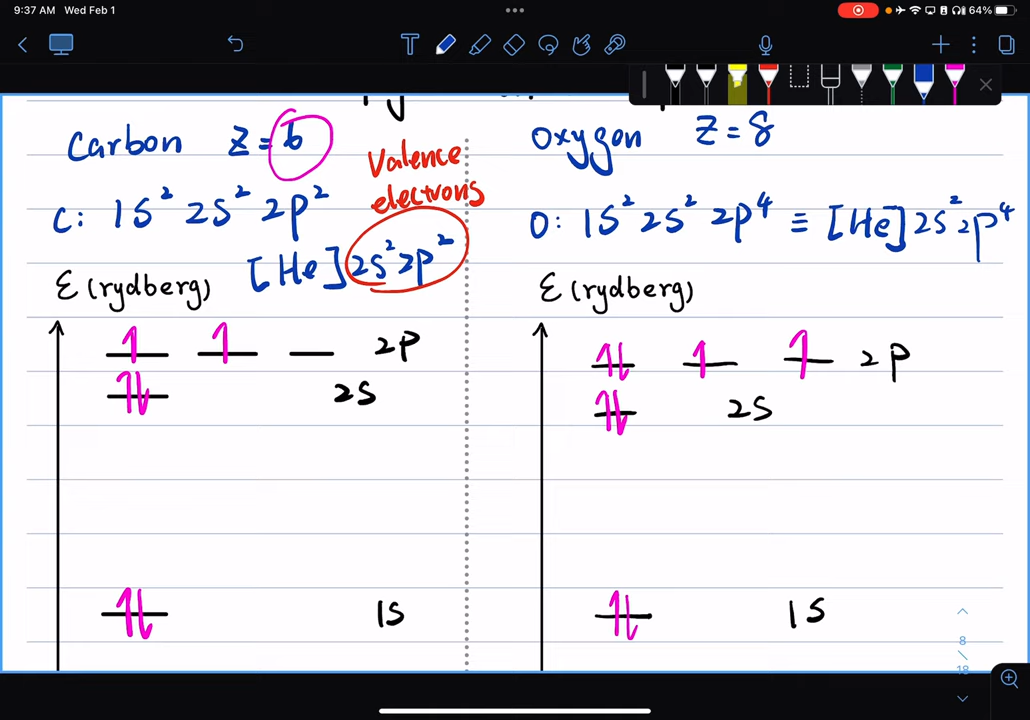 9:37 AM Wed Feb 1
64%
Carbon Z = 6
Valence electrons
C: 1S² 2S² 2P²
[He] 2S² 2P²
ε (rydberg)
2P
2S
1S
Oxygen Z = 8
O: 1S² 2S² 2P⁴ ≡ [He] 2S² 2P⁴
ε (rydberg)
2P
2S
1S
8
18